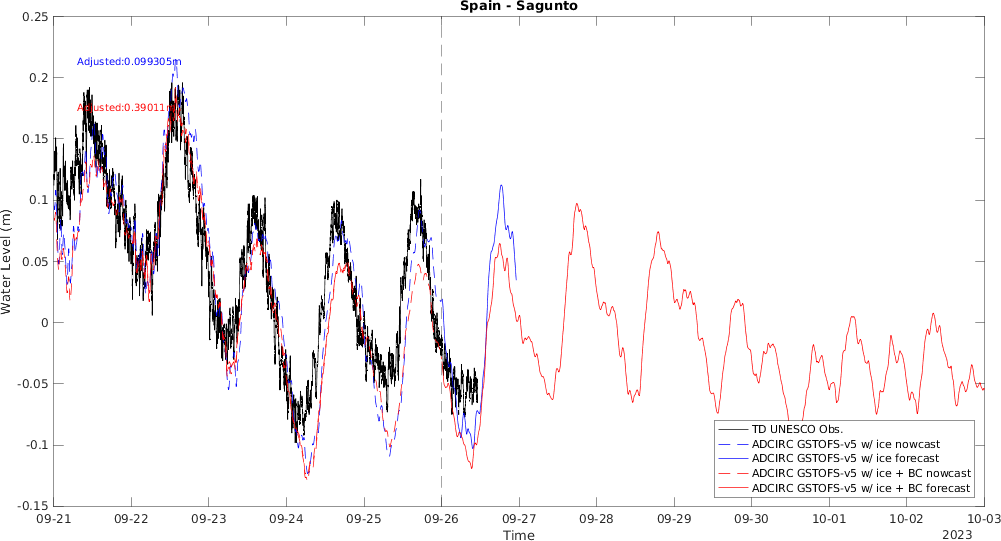 Spain - Sagunto
0.25
0.2
0.15
0.1
0.05
0
-0.05
-0.1
-0.15
Water Level (m)
Adjusted:0.099305m
Adjusted:0.39011m
TD UNESCO Obs.
ADCIRC GSTOFS-v5 w/ ice nowcast
ADCIRC GSTOFS-v5 w/ ice forecast
ADCIRC GSTOFS-v5 w/ ice + BC nowcast
ADCIRC GSTOFS-v5 w/ ice + BC forecast
09-21 09-22 09-23 09-24 09-25 09-26 09-27 09-28 09-29 09-30 10-01 10-02 10-03
Time
2023